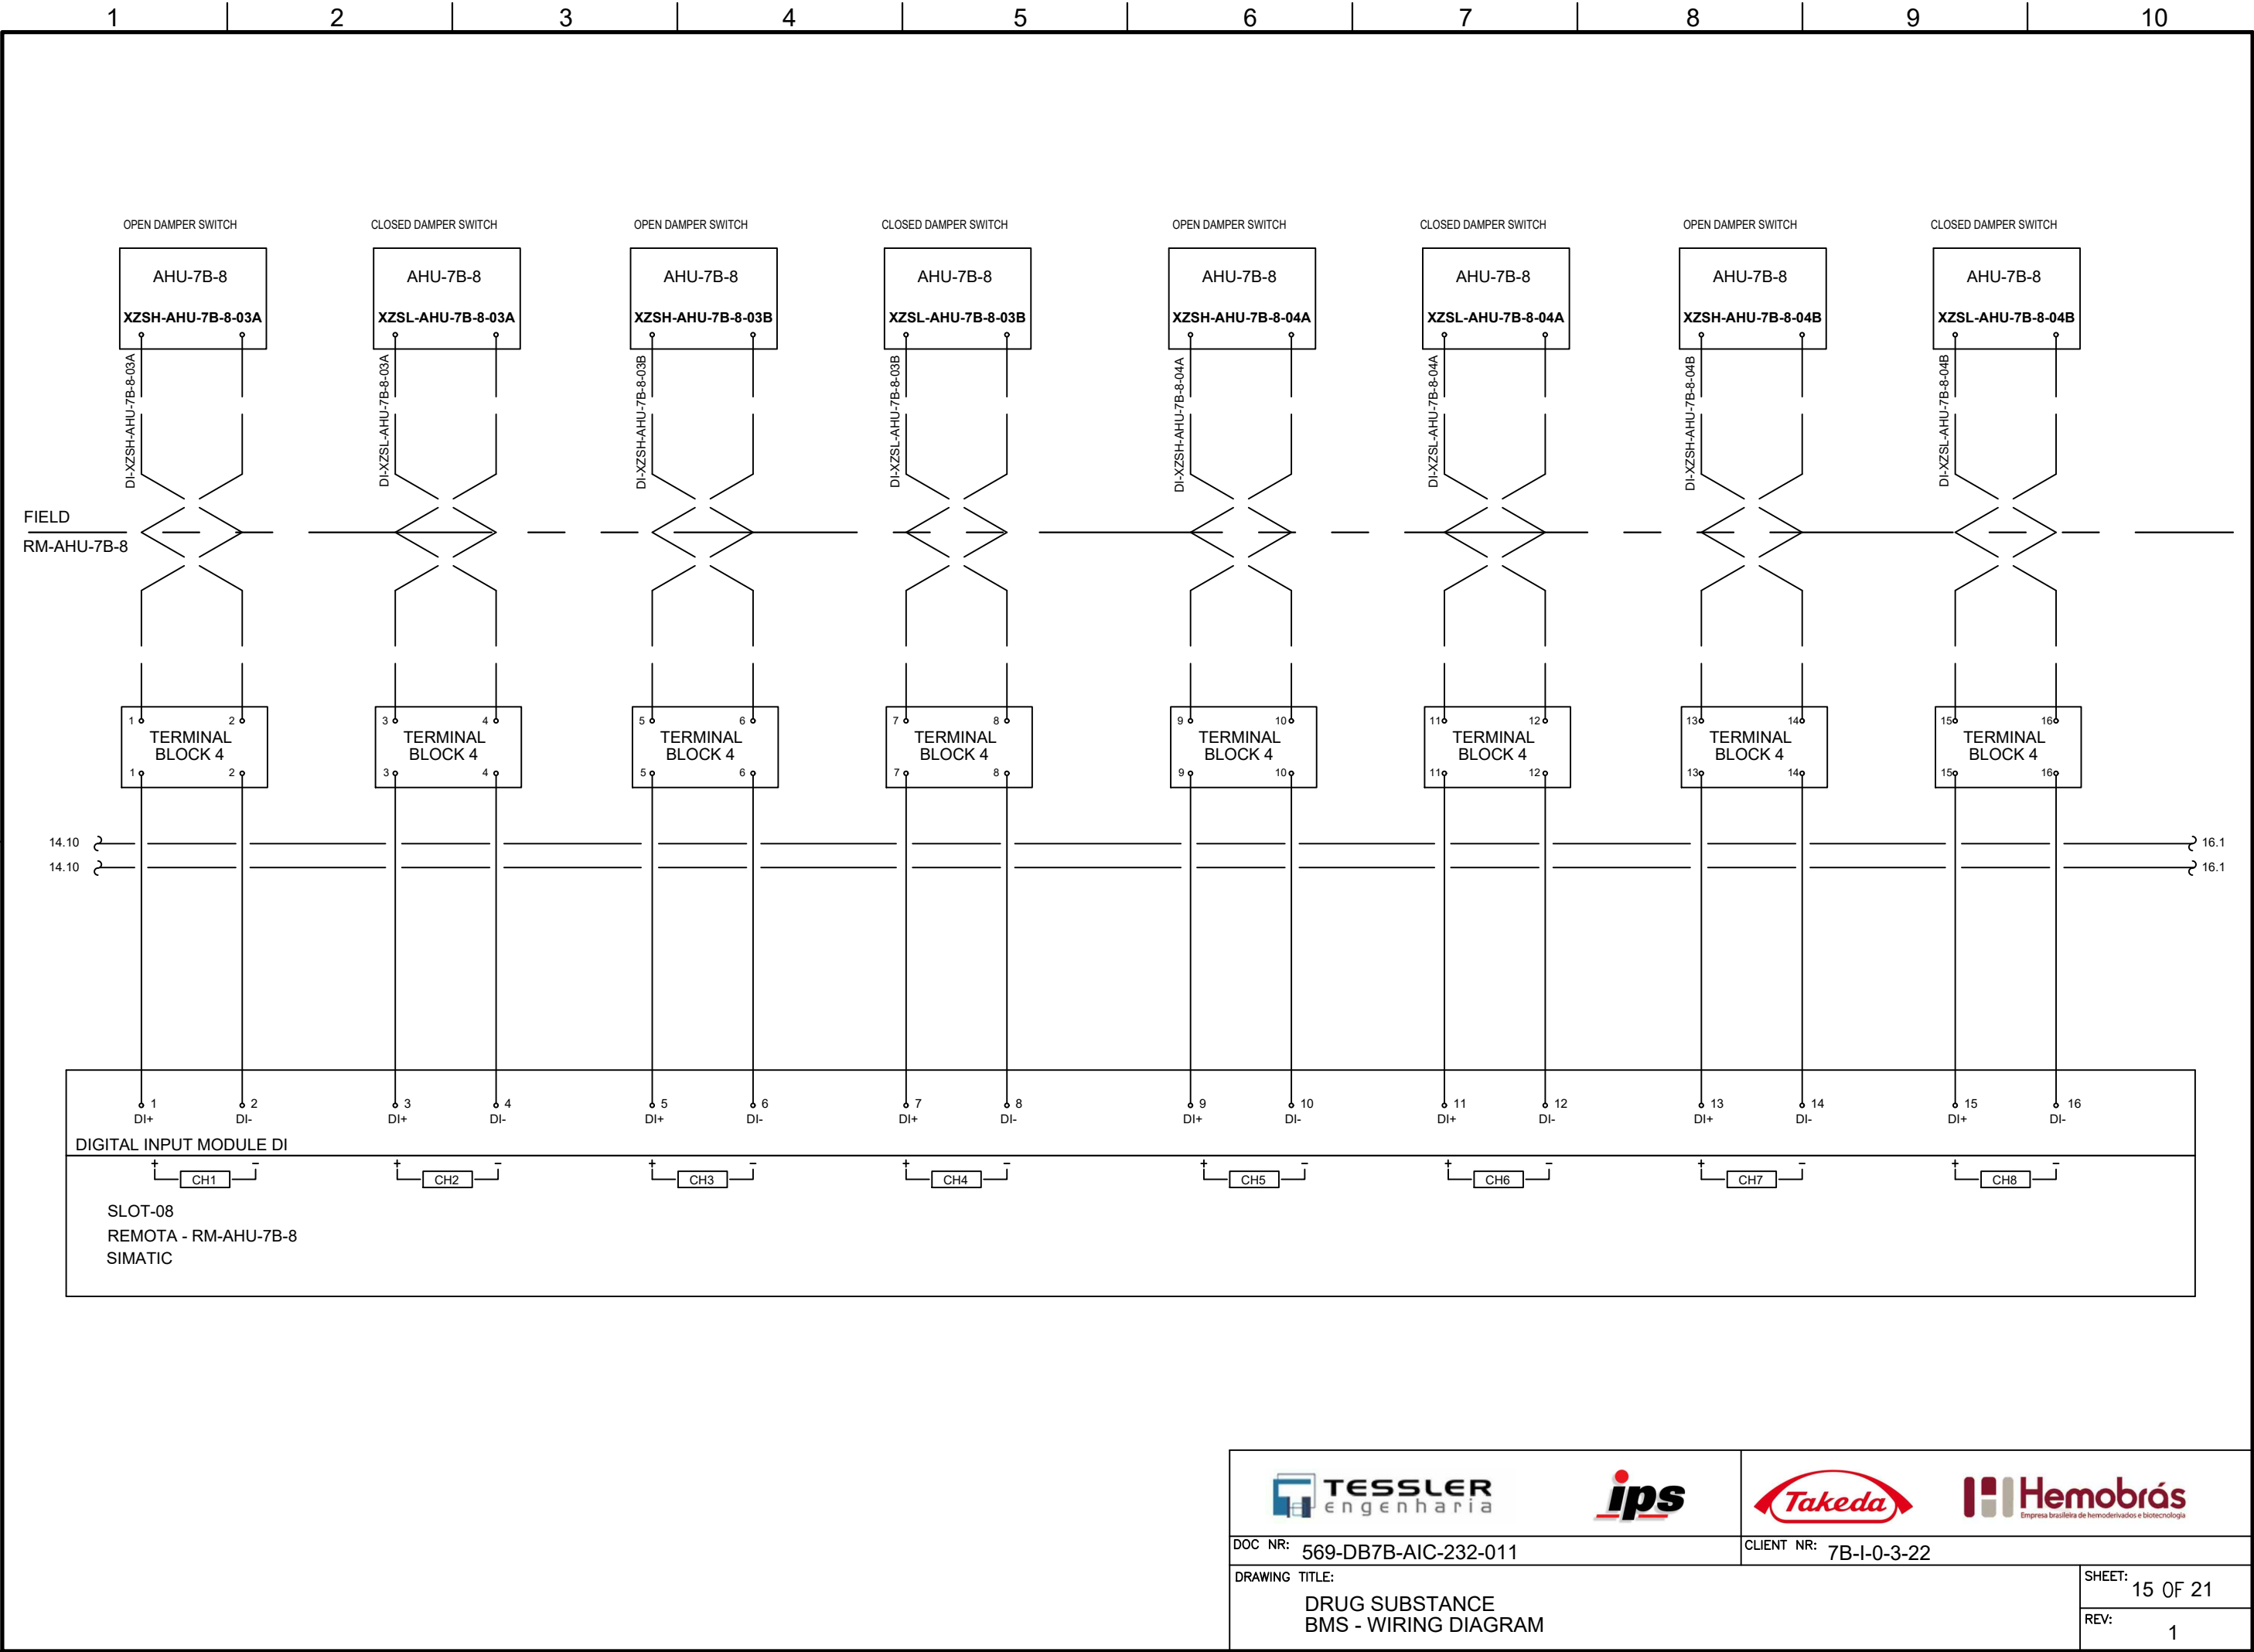 1 2 3 4 5 6 7 8 9 10
OPEN DAMPER SWITCH CLOSED DAMPER SWITCH OPEN DAMPER SWITCH CLOSED DAMPER SWITCH OPEN DAMPER SWITCH CLOSED DAMPER SWITCH OPEN DAMPER SWITCH CLOSED DAMPER SWITCH
AHU-7B-8 AHU-7B-8 AHU-7B-8 AHU-7B-8 AHU-7B-8 AHU-7B-8 AHU-7B-8 AHU-7B-8
XZSH-AHU-7B-8-03A XZSL-AHU-7B-8-03A XZSH-AHU-7B-8-03B XZSL-AHU-7B-8-03B XZSH-AHU-7B-8-04A XZSL-AHU-7B-8-04A XZSH-AHU-7B-8-04B XZSL-AHU-7B-8-04B
DI-XZSH-AHU-7B-8-03A
DI-XZSL-AHU-7B-8-03A
DI-XZSH-AHU-7B-8-03B
DI-XZSL-AHU-7B-8-03B
DI-XZSH-AHU-7B-8-04A
DI-XZSL-AHU-7B-8-04A
DI-XZSH-AHU-7B-8-04B
DI-XZSL-AHU-7B-8-04B
FIELD
RM-AHU-7B-8
1 2 3 4 5 6 7 8 9 10 11 12 13 14 15 16
TERMINAL TERMINAL TERMINAL TERMINAL TERMINAL TERMINAL TERMINAL TERMINAL
BLOCK 4 BLOCK 4 BLOCK 4 BLOCK 4 BLOCK 4 BLOCK 4 BLOCK 4 BLOCK 4
1 2 3 4 5 6 7 8 9 10 11 12 13 14 15 16
14.10 16.1
14.10 16.1
1 2 3 4 5 6 7 8 9 10 11 12 13 14 15 16
DI+ DI- DI+ DI- DI+ DI- DI+ DI- DI+ DI- DI+ DI- DI+ DI- DI+ DI-
DIGITAL INPUT MODULE DI
+ - + - + - + - + - + - + - + -
CH1 CH2 CH3 CH4 CH5 CH6 CH7 CH8
SLOT-08
REMOTA - RM-AHU-7B-8
SIMATIC
TESSLER
engenharia
ips
Takeda
Hemobrás
Empresa brasileira de hemoderivados e biotecnologia
DOC NR: 569-DB7B-AIC-232-011
CLIENT NR: 7B-I-0-3-22
DRAWING TITLE:
DRUG SUBSTANCE
BMS - WIRING DIAGRAM
SHEET: 15 OF 21
REV: 1